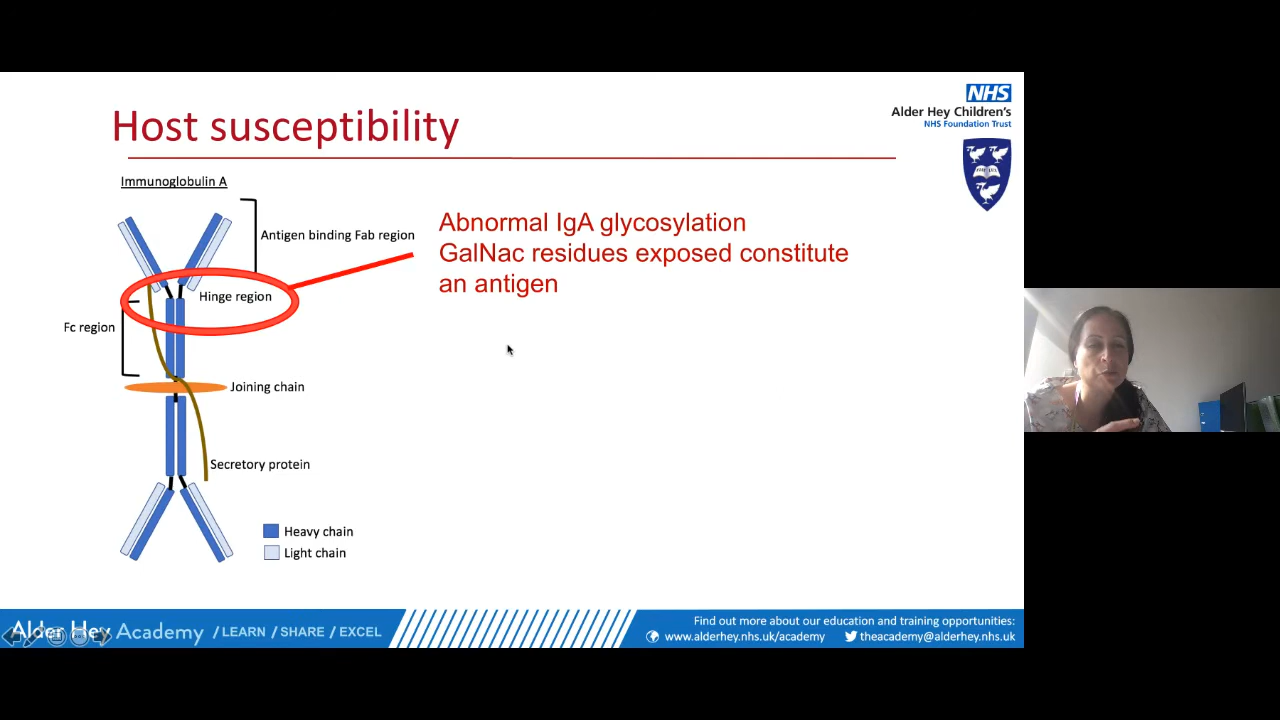 NHS
Alder Hey Children's
NHS Foundation Trust
Host susceptibility
Immunoglobulin A
Antigen binding Fab region
Hinge region
Fc region
Joining chain
Secretory protein
Heavy chain
Light chain
Abnormal IgA glycosylation
GalNac residues exposed constitute
an antigen
Alder Hey Academy / LEARN / SHARE / EXCEL
Find out more about our education and training opportunities:
www.alderhey.nhs.uk/academy theacademy@alderhey.nhs.uk